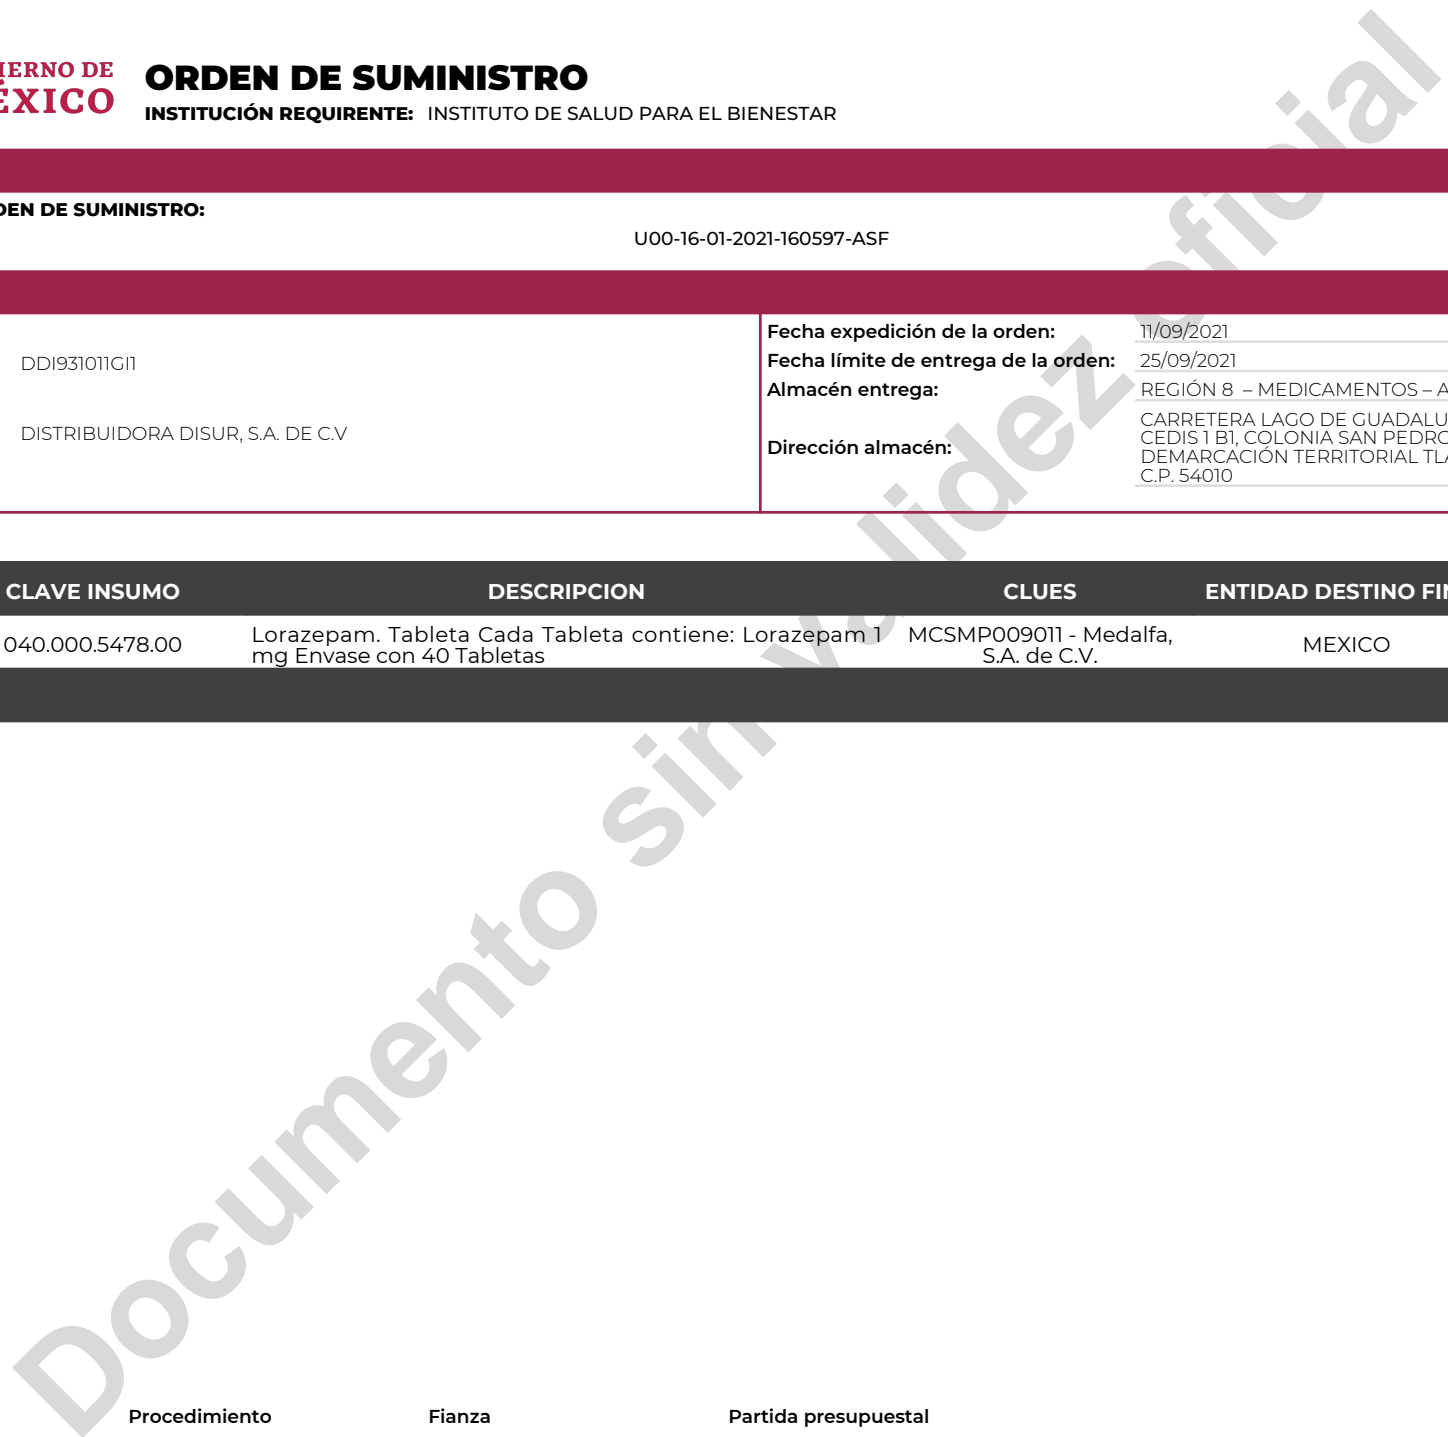 IERNO DE
ÉXICO
ORDEN DE SUMINISTRO
INSTITUCIÓN REQUIRENTE: INSTITUTO DE SALUD PARA EL BIENESTAR
DEN DE SUMINISTRO:
U00-16-01-2021-160597-ASF
DDI931011GI1
DISTRIBUIDORA DISUR, S.A. DE C.V
Fecha expedición de la orden: 11/09/2021
Fecha límite de entrega de la orden: 25/09/2021
Almacén entrega: REGIÓN 8 – MEDICAMENTOS – A
Dirección almacén: CARRETERA LAGO DE GUADALU
CEDIS 1 B1, COLONIA SAN PEDRO
DEMARCACIÓN TERRITORIAL TLA
C.P. 54010
CLAVE INSUMO DESCRIPCION CLUES ENTIDAD DESTINO FIN
040.000.5478.00 Lorazepam. Tableta Cada Tableta contiene: Lorazepam 1 MCSMP009011 - Medalfa, MEXICO
mg Envase con 40 Tabletas S.A. de C.V.
Documento sin validez oficial
Procedimiento Fianza Partida presupuestal